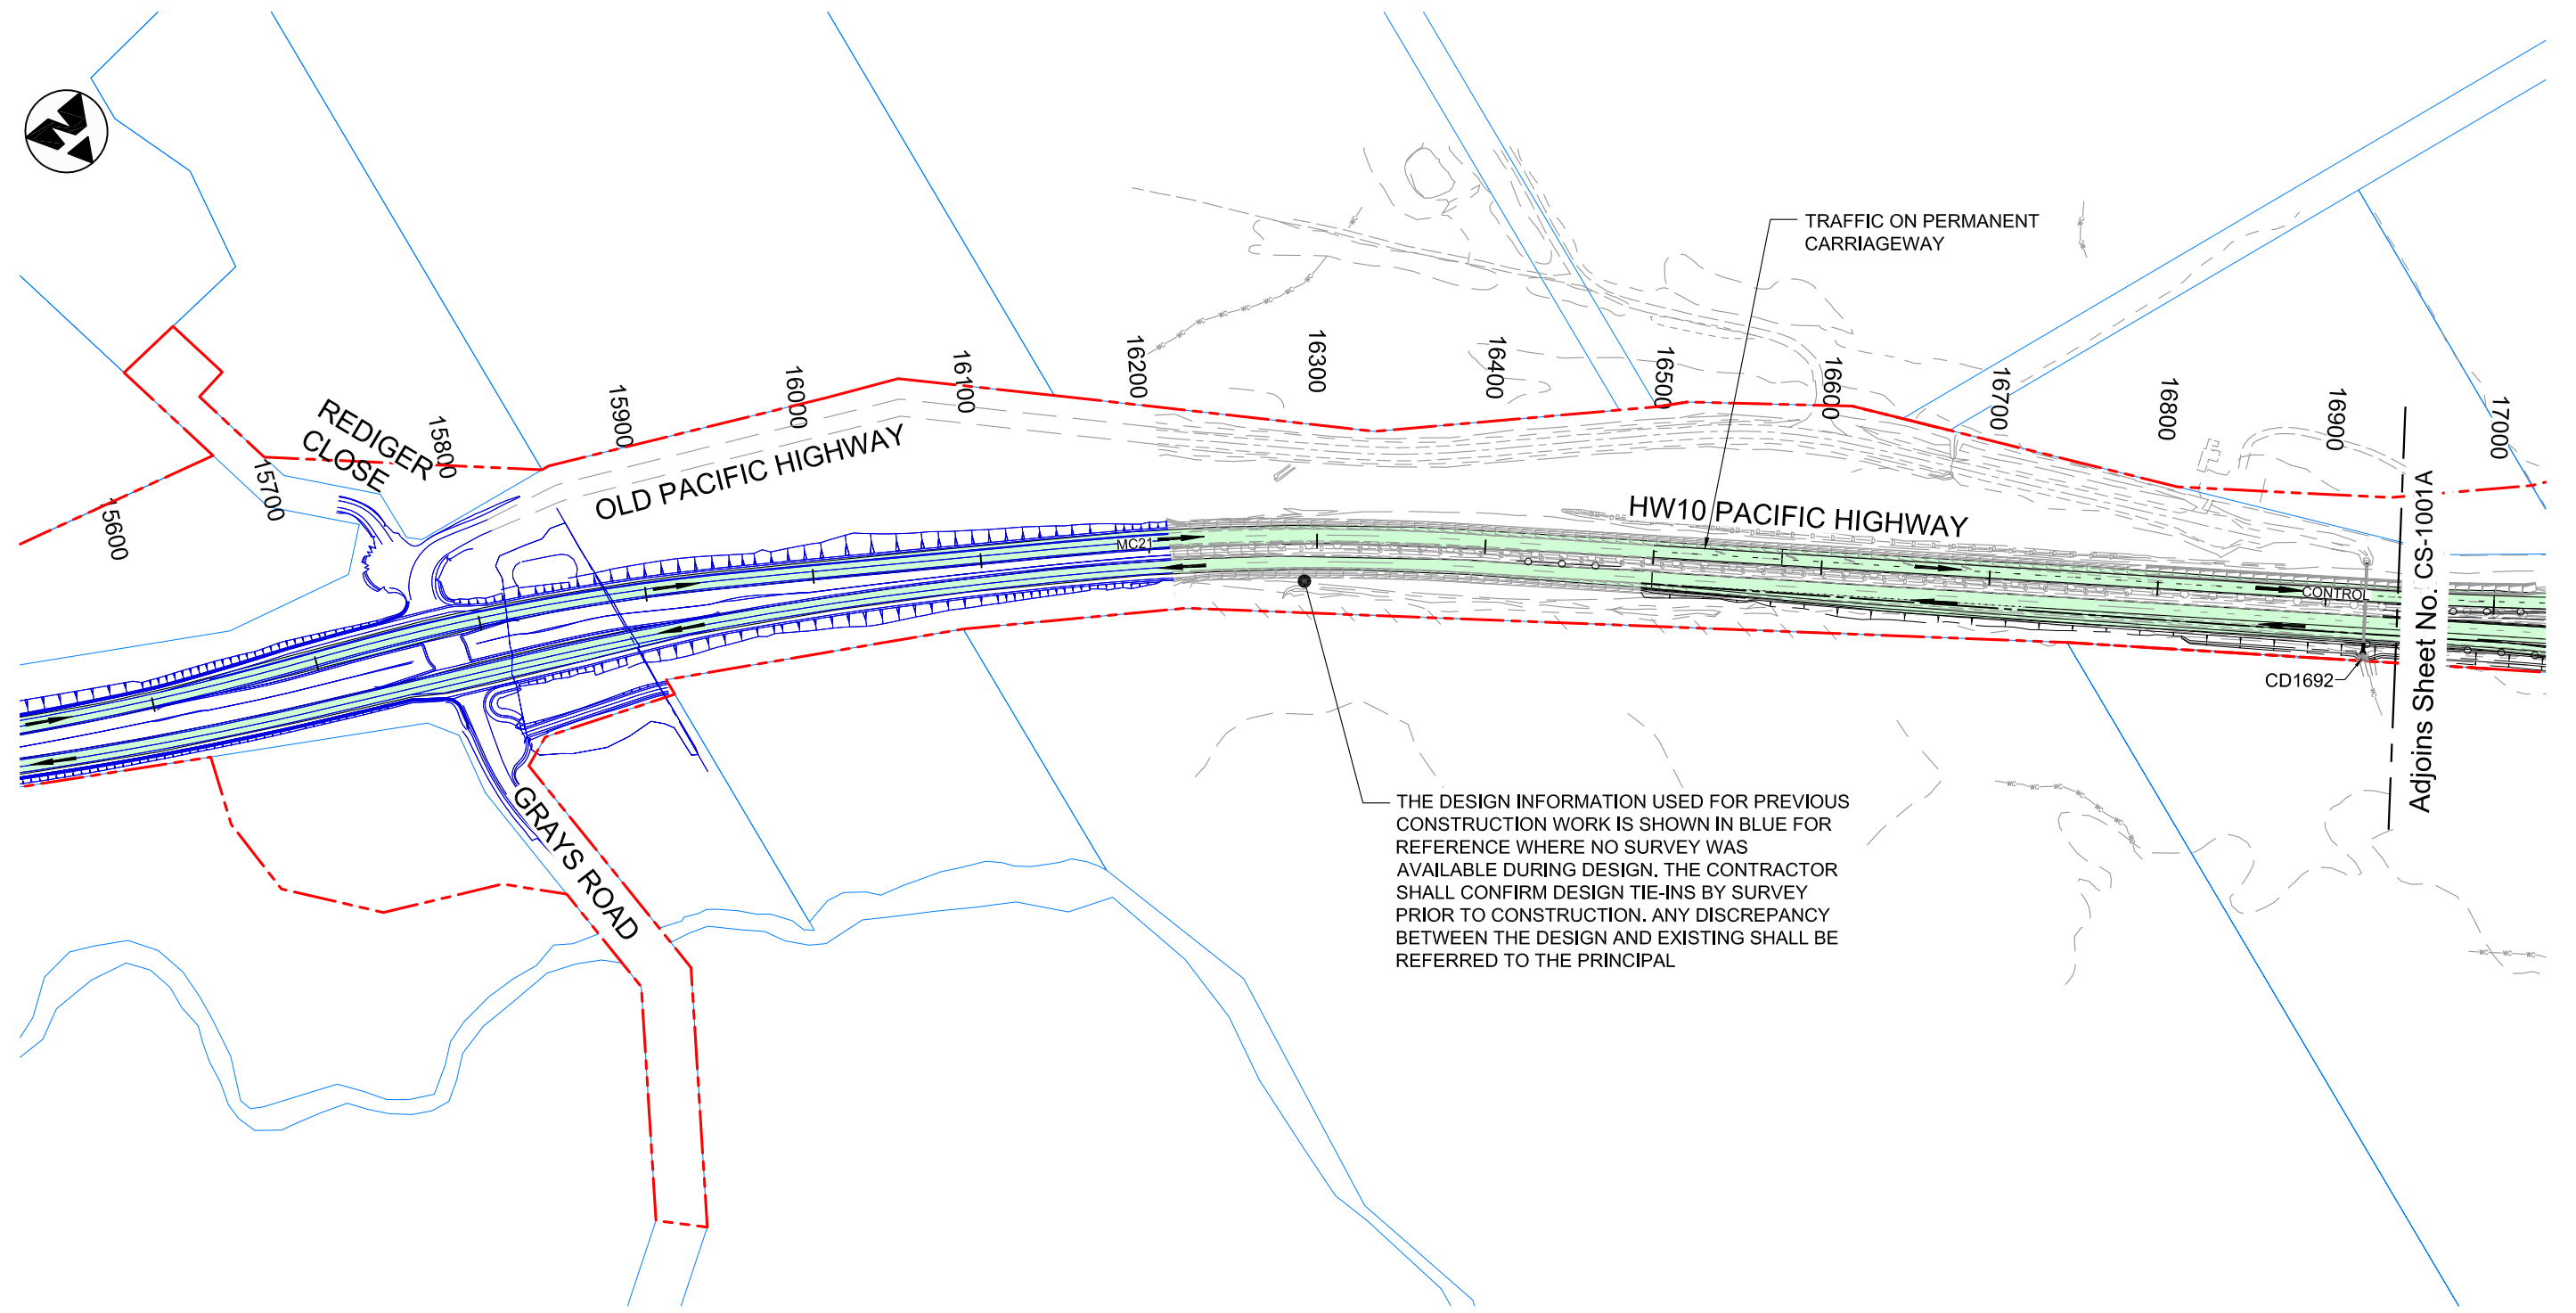 TRAFFIC ON PERMANENT
CARRIAGEWAY
REDIGER
CLOSE
OLD PACIFIC HIGHWAY
HW10 PACIFIC HIGHWAY
15600
15700
15800
15900
16000
16100
16200
16300
16400
16500
16600
16700
16800
16900
17000
MC21
CONTROL
CD1692
Adjoins Sheet No. CS-1001A
GRAYS ROAD
THE DESIGN INFORMATION USED FOR PREVIOUS
CONSTRUCTION WORK IS SHOWN IN BLUE FOR
REFERENCE WHERE NO SURVEY WAS
AVAILABLE DURING DESIGN. THE CONTRACTOR
SHALL CONFIRM DESIGN TIE-INS BY SURVEY
PRIOR TO CONSTRUCTION. ANY DISCREPANCY
BETWEEN THE DESIGN AND EXISTING SHALL BE
REFERRED TO THE PRINCIPAL